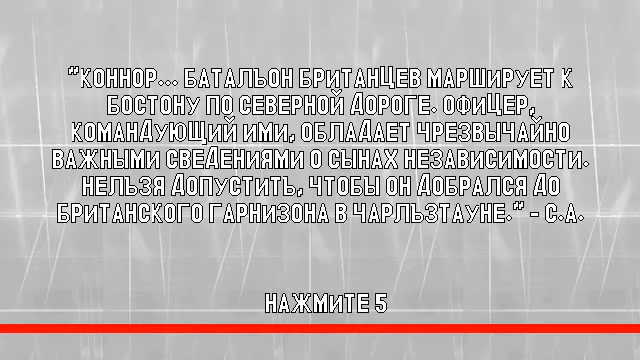 "КОННОР... БАТАЛЬОН БРИТАНЦЕВ МАРШИРУЕТ К
БОСТОНУ ПО СЕВЕРНОЙ ДОРОГЕ. ОФИЦЕР,
КОМАНДУЮЩИЙ ИМИ, ОБЛАДАЕТ ЧРЕЗВЫЧАЙНО
ВАЖНЫМИ СВЕДЕНИЯМИ О СЫНАХ НЕЗАВИСИМОСТИ.
НЕЛЬЗЯ ДОПУСТИТЬ, ЧТОБЫ ОН ДОБРАЛСЯ ДО
БРИТАНСКОГО ГАРНИЗОНА В ЧАРЛЬЗТАУНЕ." - С.А.
НАЖМИТЕ 5